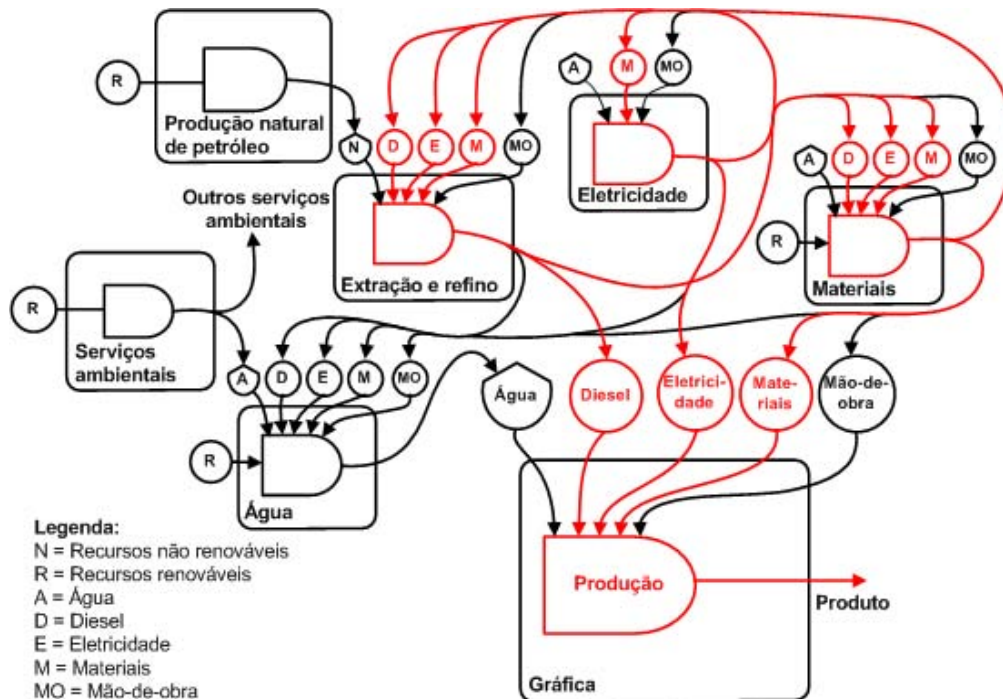 R
Produção natural
de petróleo
N
D
E
M
MO
A
M
MO
Eletricidade
A
D
E
M
MO
R
Materiais
Outros serviços
ambientais
Extração e refino
R
Serviços
ambientais
A
D
E
M
MO
R
Água
Água
Diesel
Eletrici-
dade
Mate-
riais
Mão-de-
obra
Produção
Produto
Gráfica
Legenda:
N = Recursos não renováveis
R = Recursos renováveis
A = Água
D = Diesel
E = Eletricidade
M = Materiais
MO = Mão-de-obra